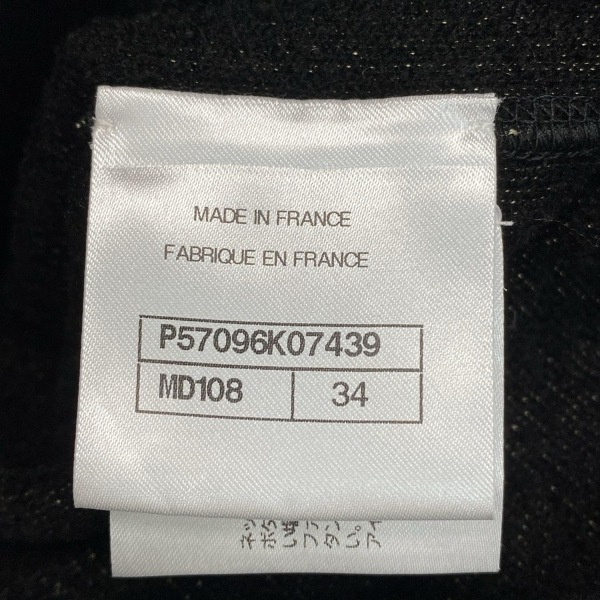 MADE IN FRANCE
FABRIQUE EN FRANCE
P57096K07439
MD108 34